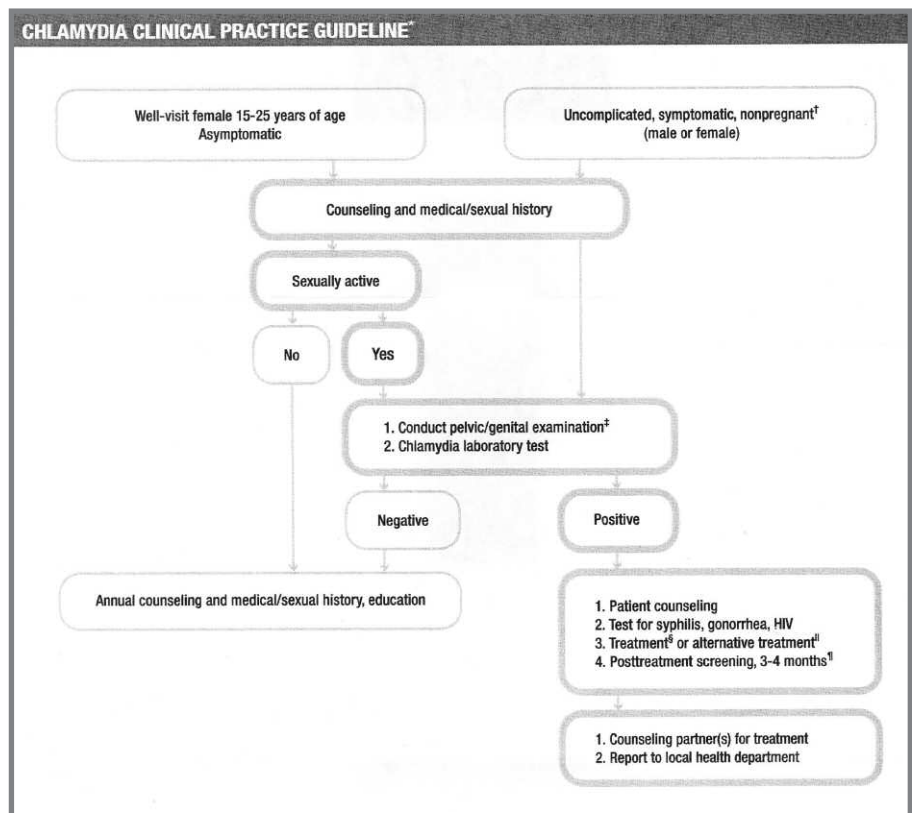 CHLAMYDIA CLINICAL PRACTICE GUIDELINE*
Well-visit female 15-25 years of age
Asymptomatic
Uncomplicated, symptomatic, nonpregnant†
(male or female)
Counseling and medical/sexual history
Sexually active
No
Yes
1. Conduct pelvic/genital examination‡
2. Chlamydia laboratory test
Negative
Positive
Annual counseling and medical/sexual history, education
1. Patient counseling
2. Test for syphilis, gonorrhea, HIV
3. Treatment§ or alternative treatment||
4. Posttreatment screening, 3-4 months¶
1. Counseling partner(s) for treatment
2. Report to local health department